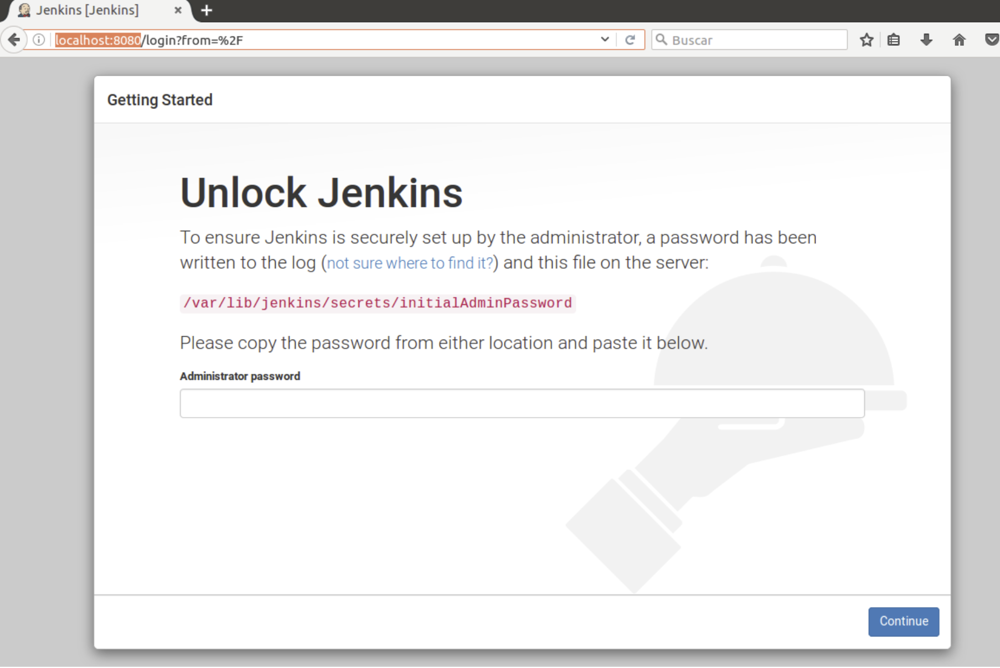 Jenkins [Jenkins]
localhost:8080/login?from=%2F
Buscar
Getting Started
Unlock Jenkins
To ensure Jenkins is securely set up by the administrator, a password has been
written to the log (not sure where to find it?) and this file on the server:
/var/lib/jenkins/secrets/initialAdminPassword
Please copy the password from either location and paste it below.
Administrator password
Continue